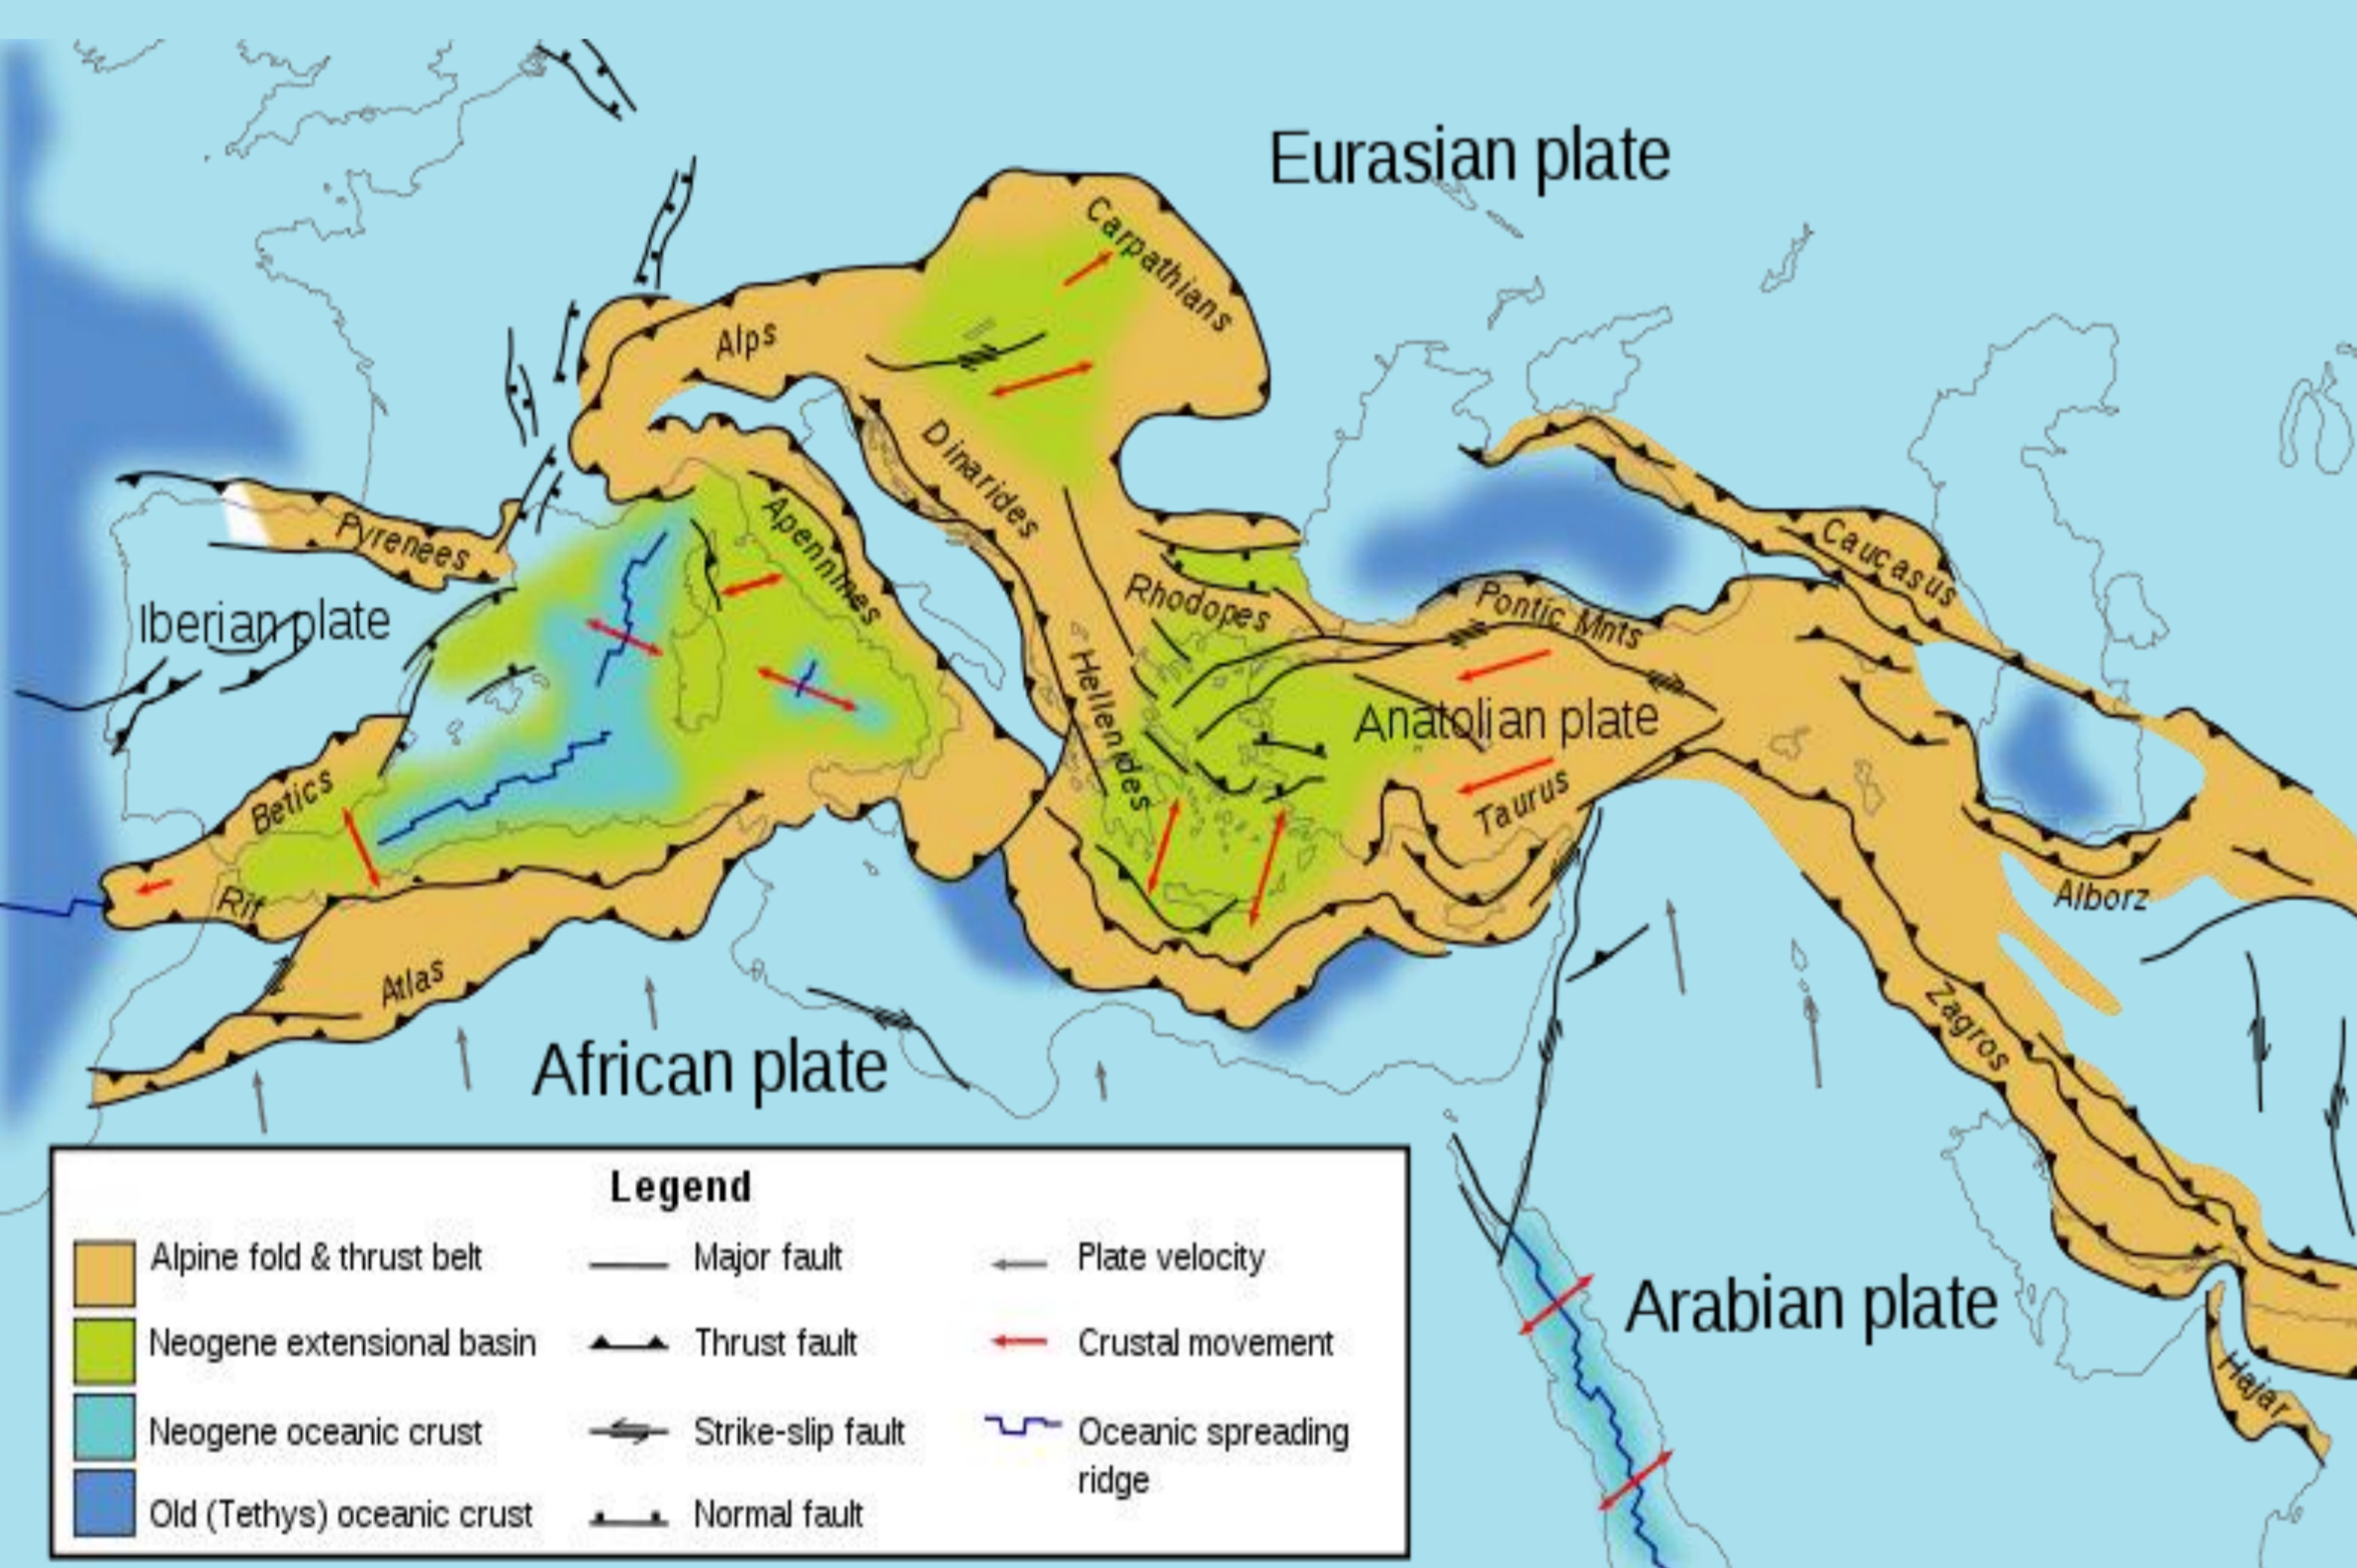 Eurasian plate
Carpathians
Alps
Dinarides
Apennines
Pyrenees
Iberian plate
Caucasus
Rhodopes
Pontic Mnts
Hellenides
Anatolian plate
Taurus
Betics
Rif
Atlas
Alborz
Zagros
African plate
Arabian plate
Hajar
Legend
Alpine fold & thrust belt
Neogene extensional basin
Neogene oceanic crust
Old (Tethys) oceanic crust
Major fault
Thrust fault
Strike-slip fault
Normal fault
Plate velocity
Crustal movement
Oceanic spreading
ridge